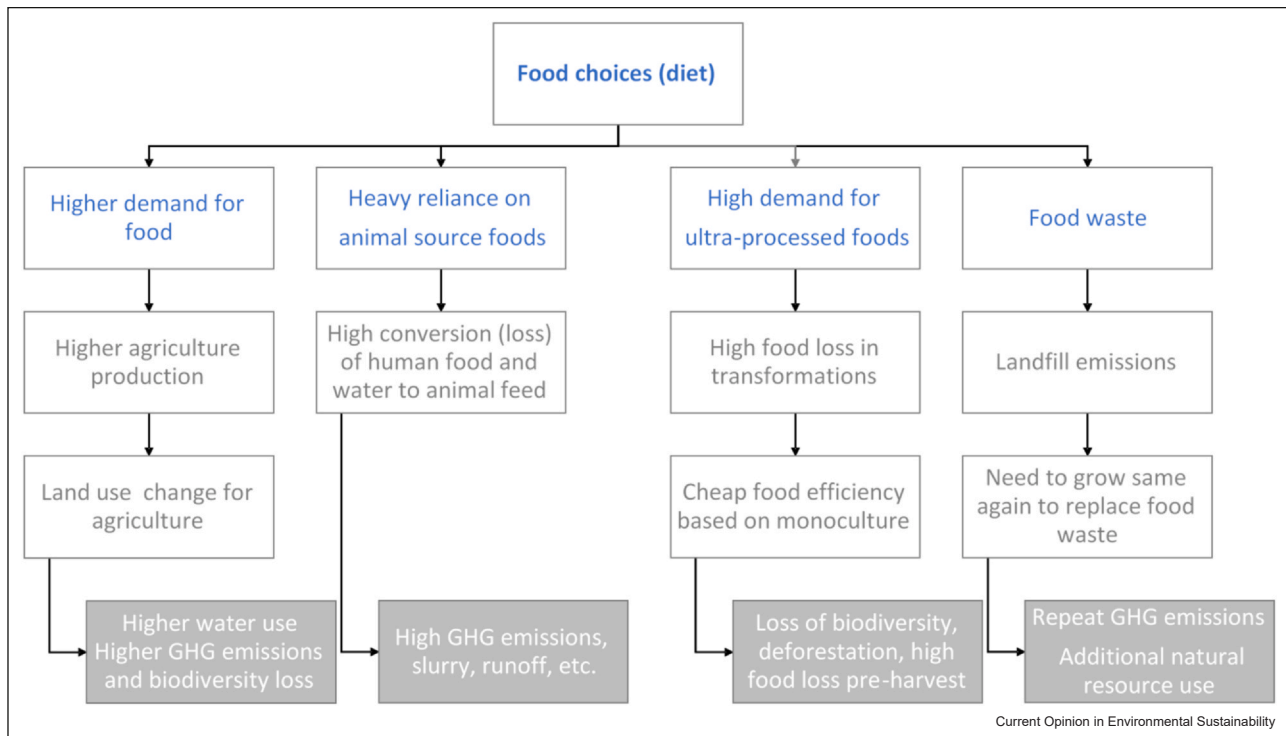 Food choices (diet)
Higher demand for
food
Heavy reliance on
animal source foods
High demand for
ultra-processed foods
Food waste
Higher agriculture
production
High conversion (loss)
of human food and
water to animal feed
High food loss in
transformations
Landfill emissions
Land use change for
agriculture
Cheap food efficiency
based on monoculture
Need to grow same
again to replace food
waste
Higher water use
Higher GHG emissions
and biodiversity loss
High GHG emissions,
slurry, runoff, etc.
Loss of biodiversity,
deforestation, high
food loss pre-harvest
Repeat GHG emissions
Additional natural
resource use
Current Opinion in Environmental Sustainability